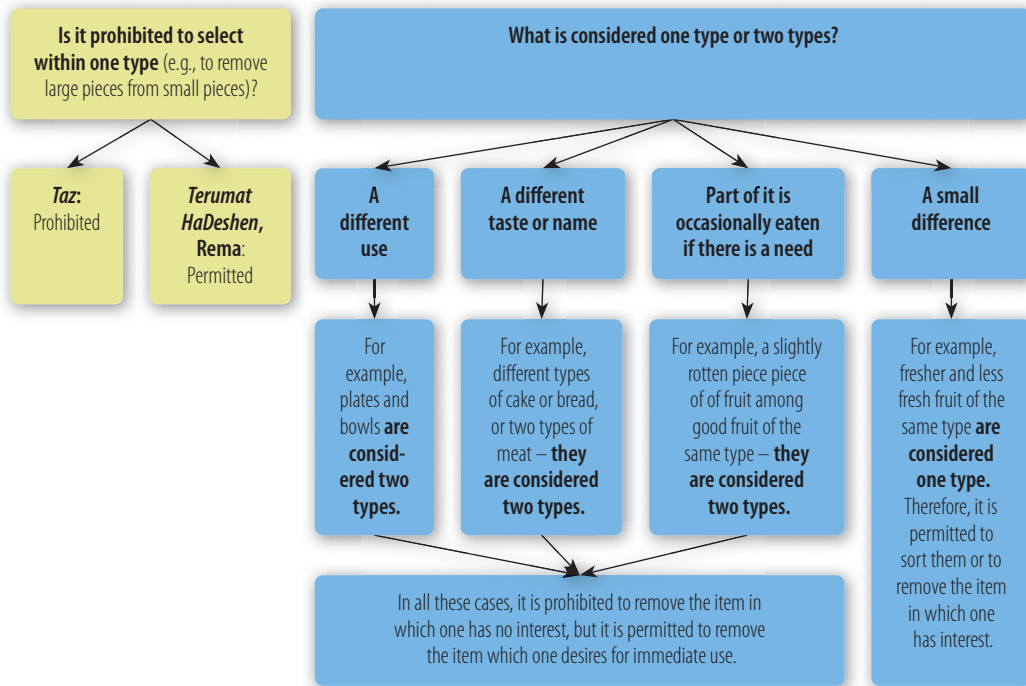 Is it prohibited to select
within one type (e.g., to remove
large pieces from small pieces)?
Taz:
Prohibited
Terumat
HaDeshen,
Rema:
Permitted
What is considered one type or two types?
A
different
use
A different
taste or name
Part of it is
occasionally eaten
if there is a need
A small
difference
For
example,
plates and
bowls are
consid-
ered two
types.
For example,
different types
of cake or bread,
or two types of
meat – they
are considered
two types.
For example, a slightly
rotten piece piece
of of fruit among
good fruit of the
same type – they
are considered
two types.
For example,
fresher and less
fresh fruit of the
same type are
considered
one type.
Therefore, it is
permitted to
sort them or to
remove the item
in which one
has interest.
In all these cases, it is prohibited to remove the item in
which one has no interest, but it is permitted to remove
the item which one desires for immediate use.